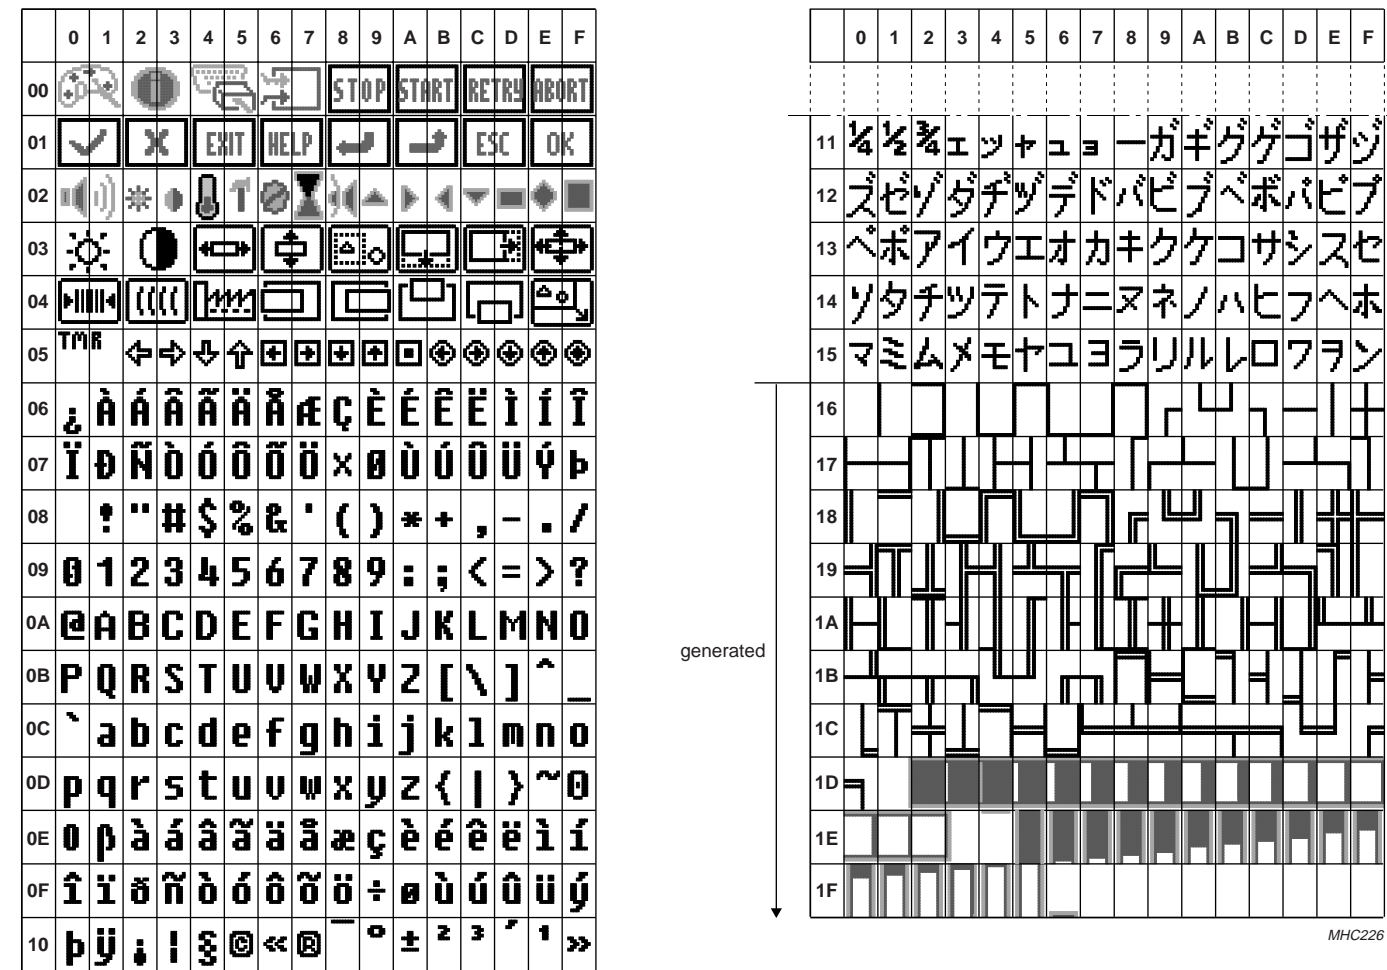 0 1 2 3 4 5 6 7 8 9 A B C D E F
00 STOP START RETRY ABORT
01 EXIT HELP ESC OK
02
03
04
05 TMR
06 ¿ À Á Â Ã Ä Å Æ Ç È É Ê Ë Ì Í Î
07 Ï Ð Ñ Ò Ó Ô Õ Ö × Ø Ù Ú Û Ü Ý Þ
08 ! " # $ % & ' ( ) * + , - . /
09 0 1 2 3 4 5 6 7 8 9 : ; < = > ?
0A @ A B C D E F G H I J K L M N O
0B P Q R S T U V W X Y Z [ \ ] ^ _
0C ` a b c d e f g h i j k l m n o
0D p q r s t u v w x y z { | } ~ 0
0E 0 ß à á â ã ä å æ ç è é ê ë ì í
0F î ï ð ñ ò ó ô õ ö ÷ ø ù ú û ü ý
10 þ ÿ ¡ ¦ § © « ® ¯ º ± ² ³ ´ ¹ »
0 1 2 3 4 5 6 7 8 9 A B C D E F
11 ¼ ½ ¾ ェ ッ ャ ュ ョ ー ガ ギ グ ゲ ゴ ザ ジ
12 ズ ゼ ゾ ダ ヂ ヅ デ ド バ ビ ブ ベ ボ パ ピ プ
13 ペ ポ ア イ ウ エ オ カ キ ク ケ コ サ シ ス セ
14 ソ タ チ ツ テ ト ナ ニ ヌ ネ ノ ハ ヒ フ ヘ ホ
15 マ ミ ム メ モ ヤ ユ ヨ ラ リ ル レ ロ ワ ヲ ン
16
17
18
19
1A
generated
1B
1C
1D
1E
1F
MHC226